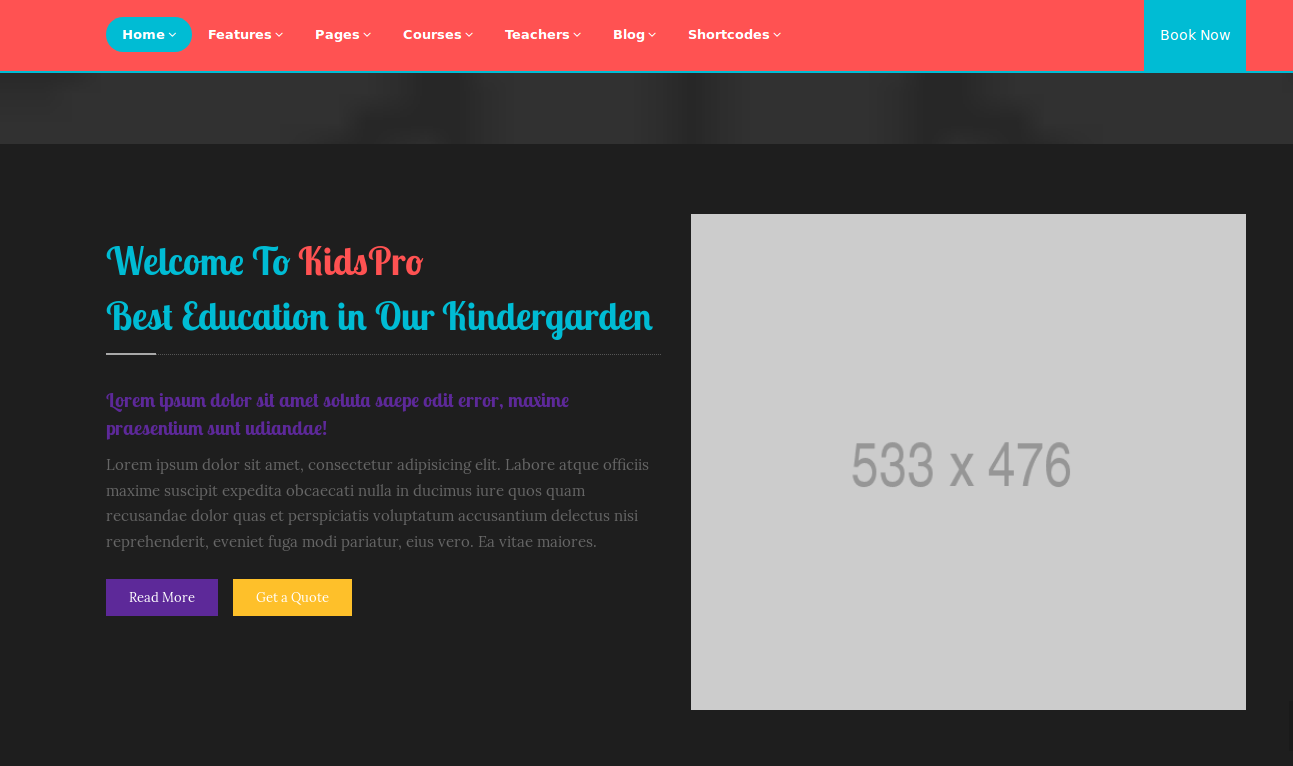 Home Features Pages Courses Teachers Blog Shortcodes Book Now
Welcome To KidsPro
Best Education in Our Kindergarden
Lorem ipsum dolor sit amet soluta saepe odit error, maxime
praesentium sunt udiandae!
Lorem ipsum dolor sit amet, consectetur adipisicing elit. Labore atque officiis
maxime suscipit expedita obcaecati nulla in ducimus iure quos quam
recusandae dolor quas et perspiciatis voluptatum accusantium delectus nisi
reprehenderit, eveniet fuga modi pariatur, eius vero. Ea vitae maiores.
Read More Get a Quote
533 x 476